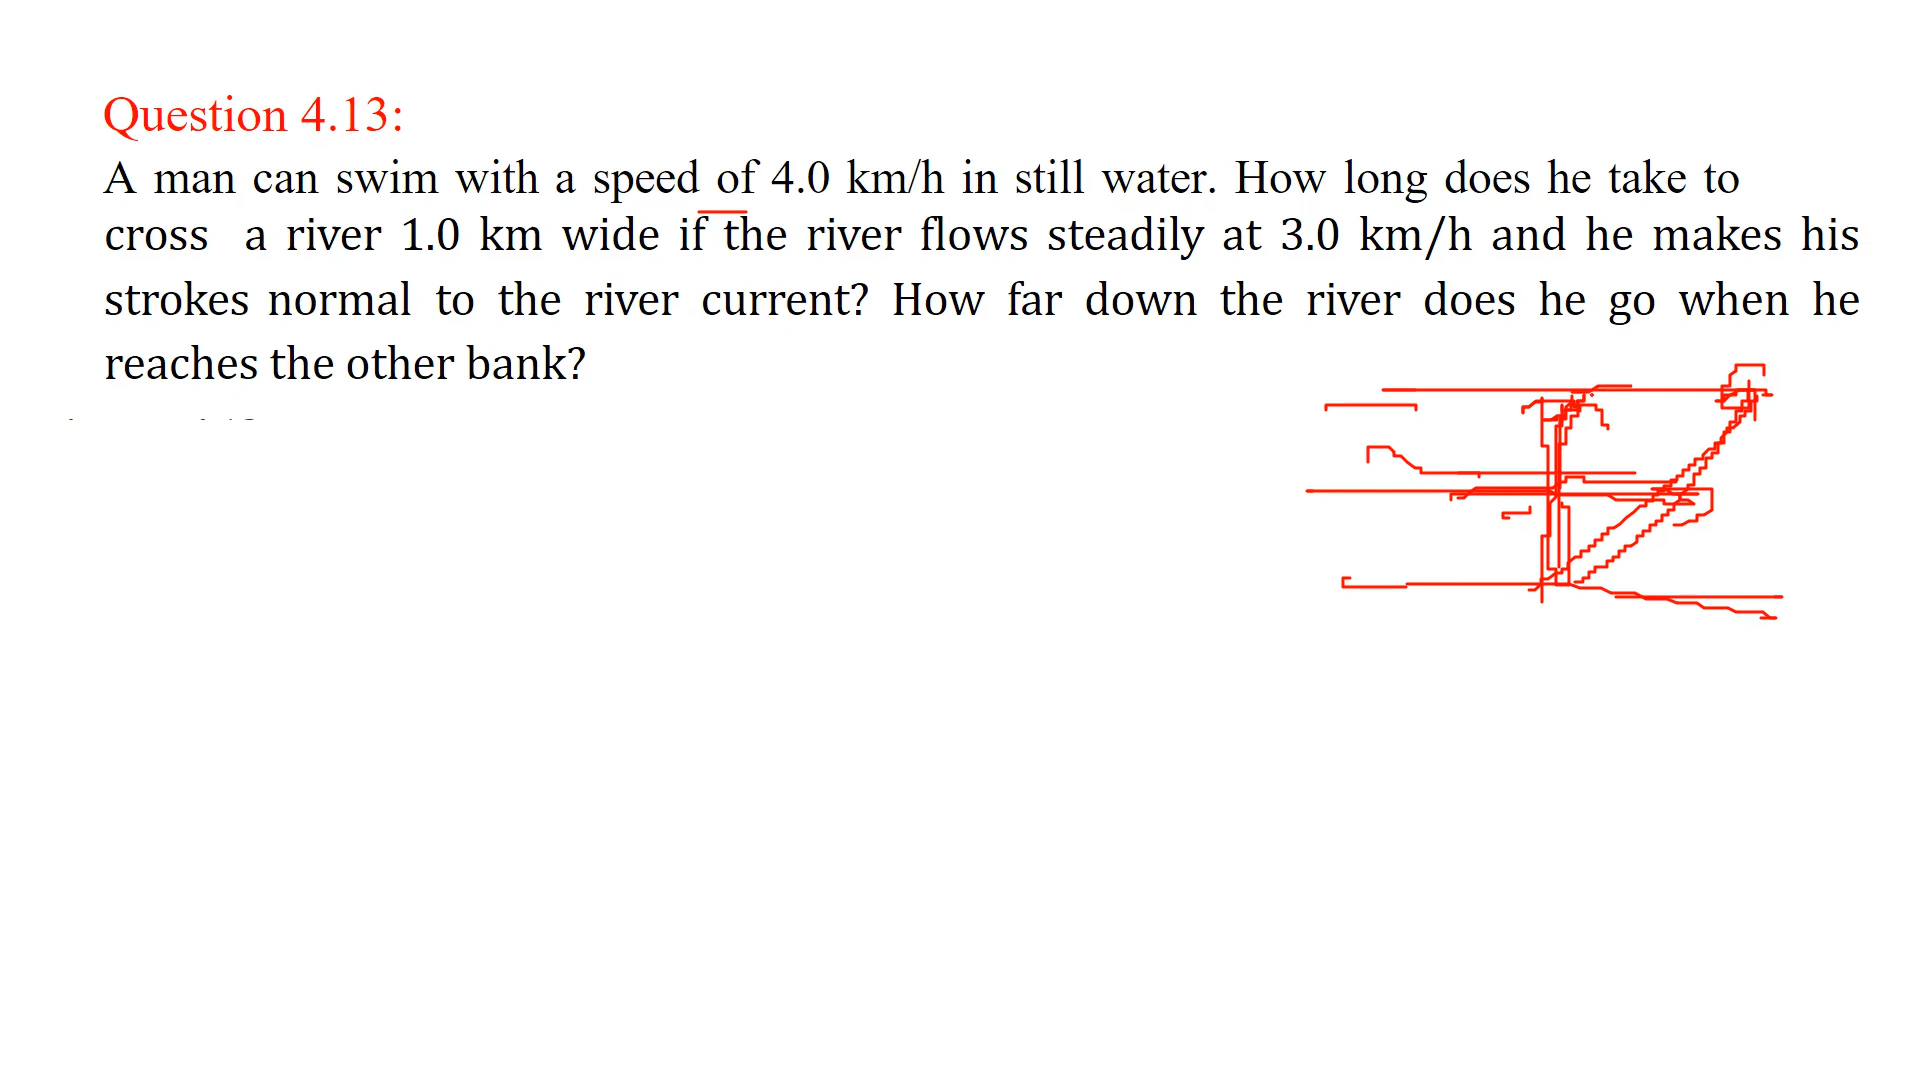 Question 4.13:
A man can swim with a speed of 4.0 km/h in still water. How long does he take to
cross a river 1.0 km wide if the river flows steadily at 3.0 km/h and he makes his
strokes normal to the river current? How far down the river does he go when he
reaches the other bank?